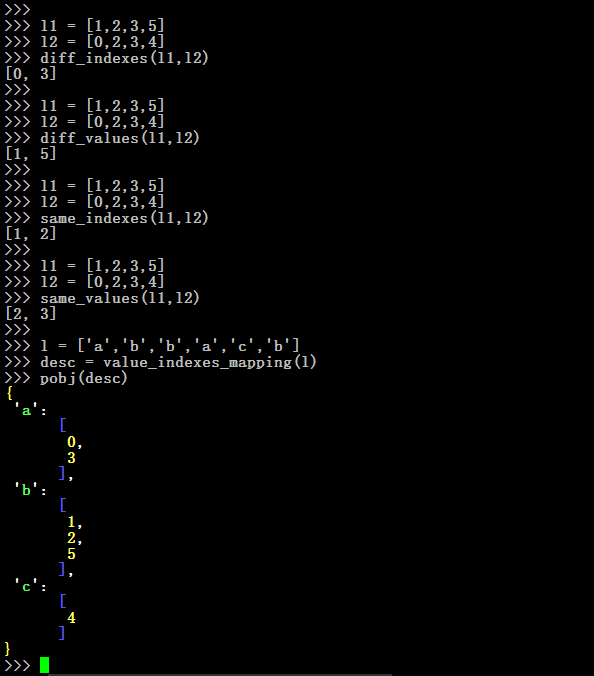 >>>
>>> l1 = [1,2,3,5]
>>> l2 = [0,2,3,4]
>>> diff_indexes(l1,l2)
[0, 3]
>>>
>>> l1 = [1,2,3,5]
>>> l2 = [0,2,3,4]
>>> diff_values(l1,l2)
[1, 5]
>>>
>>> l1 = [1,2,3,5]
>>> l2 = [0,2,3,4]
>>> same_indexes(l1,l2)
[1, 2]
>>>
>>> l1 = [1,2,3,5]
>>> l2 = [0,2,3,4]
>>> same_values(l1,l2)
[2, 3]
>>>
>>> l = ['a','b','b','a','c','b']
>>> desc = value_indexes_mapping(l)
>>> pobj(desc)
{
 'a':
      [
       0,
       3
      ],
 'b':
      [
       1,
       2,
       5
      ],
 'c':
      [
       4
      ]
}
>>>